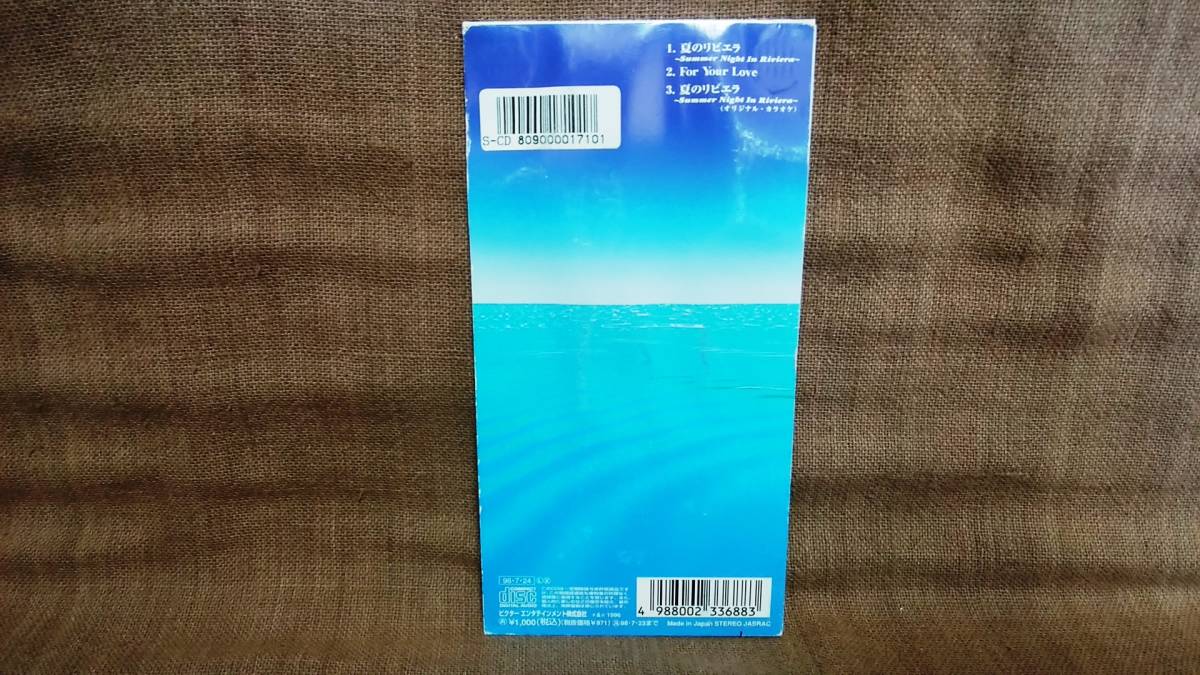 1. 夏のリビエラ
~Summer Night In Riviera~
2. For Your Love
3. 夏のリビエラ
~Summer Night In Riviera~
(オリジナル・カラオケ)
S-CD 809000017101
96・7・24
COMPACT
disc
DIGITAL AUDIO
ビクター エンタテインメント株式会社
¥1,000(税込)(税抜価格¥971) 98・7・23まで
4 988002 336883
Made in Japan STEREO JASRAC